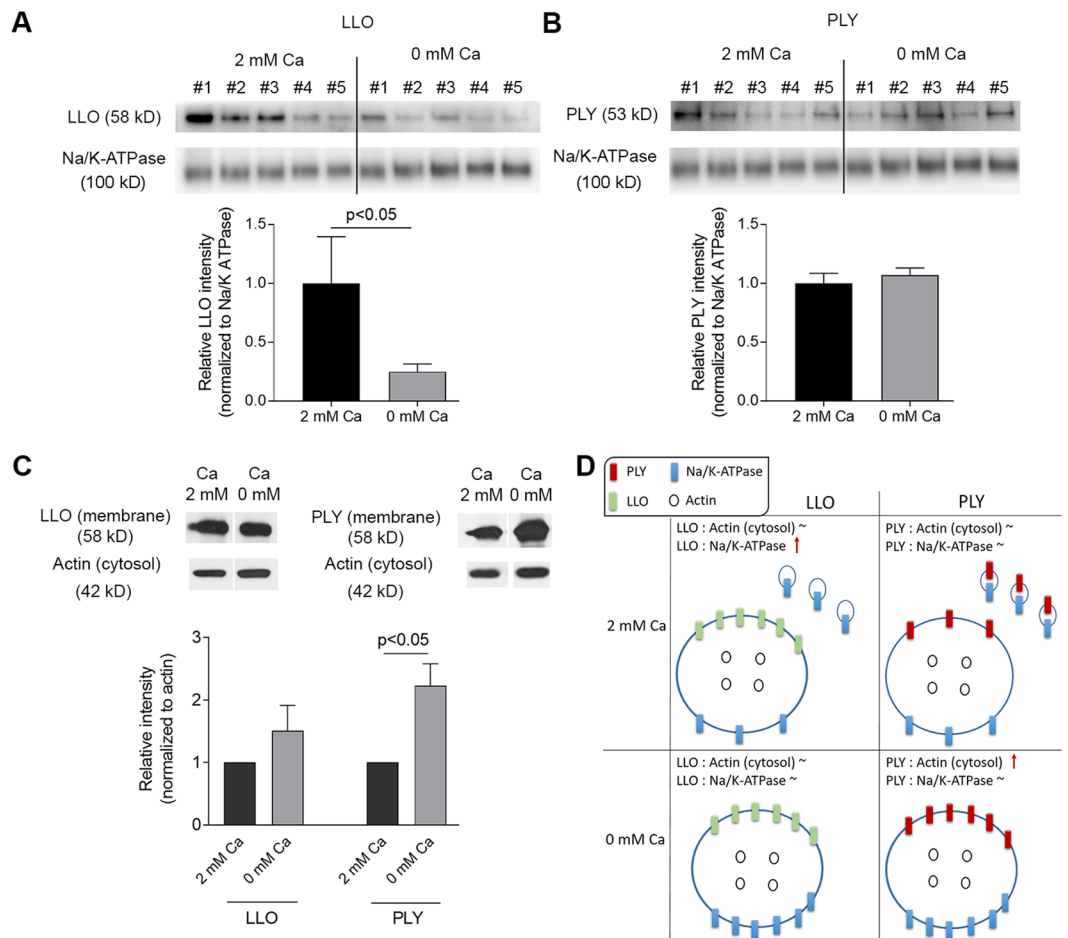 A
LLO
2 mM Ca
0 mM Ca
#1 #2 #3 #4 #5 #1 #2 #3 #4 #5
LLO (58 kD)
Na/K-ATPase
(100 kD)
p<0.05
Relative LLO intensity
(normalized to Na/K ATPase)
1.5
1.0
0.5
0.0
2 mM Ca 0 mM Ca
B
PLY
2 mM Ca 0 mM Ca
#1 #2 #3 #4 #5 #1 #2 #3 #4 #5
PLY (53 kD)
Na/K-ATPase
(100 kD)
Relative PLY intensity
(normalized to Na/K ATPase)
1.5
1.0
0.5
0.0
2 mM Ca 0 mM Ca
C
Ca Ca
2 mM 0 mM
LLO (membrane)
(58 kD)
Actin (cytosol)
(42 kD)
Ca Ca
2 mM 0 mM
PLY (membrane)
(58 kD)
Actin (cytosol)
(42 kD)
Relative intensity
(normalized to actin)
3
2
1
0
p<0.05
2 mM Ca 0 mM Ca 2 mM Ca 0 mM Ca
LLO PLY
D
PLY Na/K-ATPase
LLO Actin
LLO PLY
2 mM Ca
LLO : Actin (cytosol) ~
LLO : Na/K-ATPase ↑
PLY : Actin (cytosol) ~
PLY : Na/K-ATPase ~
0 mM Ca
LLO : Actin (cytosol) ~
LLO : Na/K-ATPase ~
PLY : Actin (cytosol) ↑
PLY : Na/K-ATPase ~